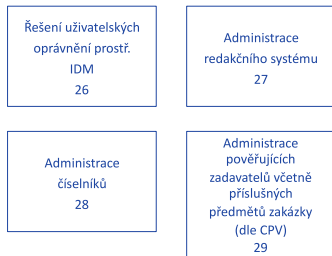 Řešení uživatelských
oprávnění prostř.
IDM
26
Administrace
redakčního systému
27
Administrace
číselníků
28
Administrace
pověřujících
zadavatelů včetně
příslušných
předmětů zakázky
(dle CPV)
29